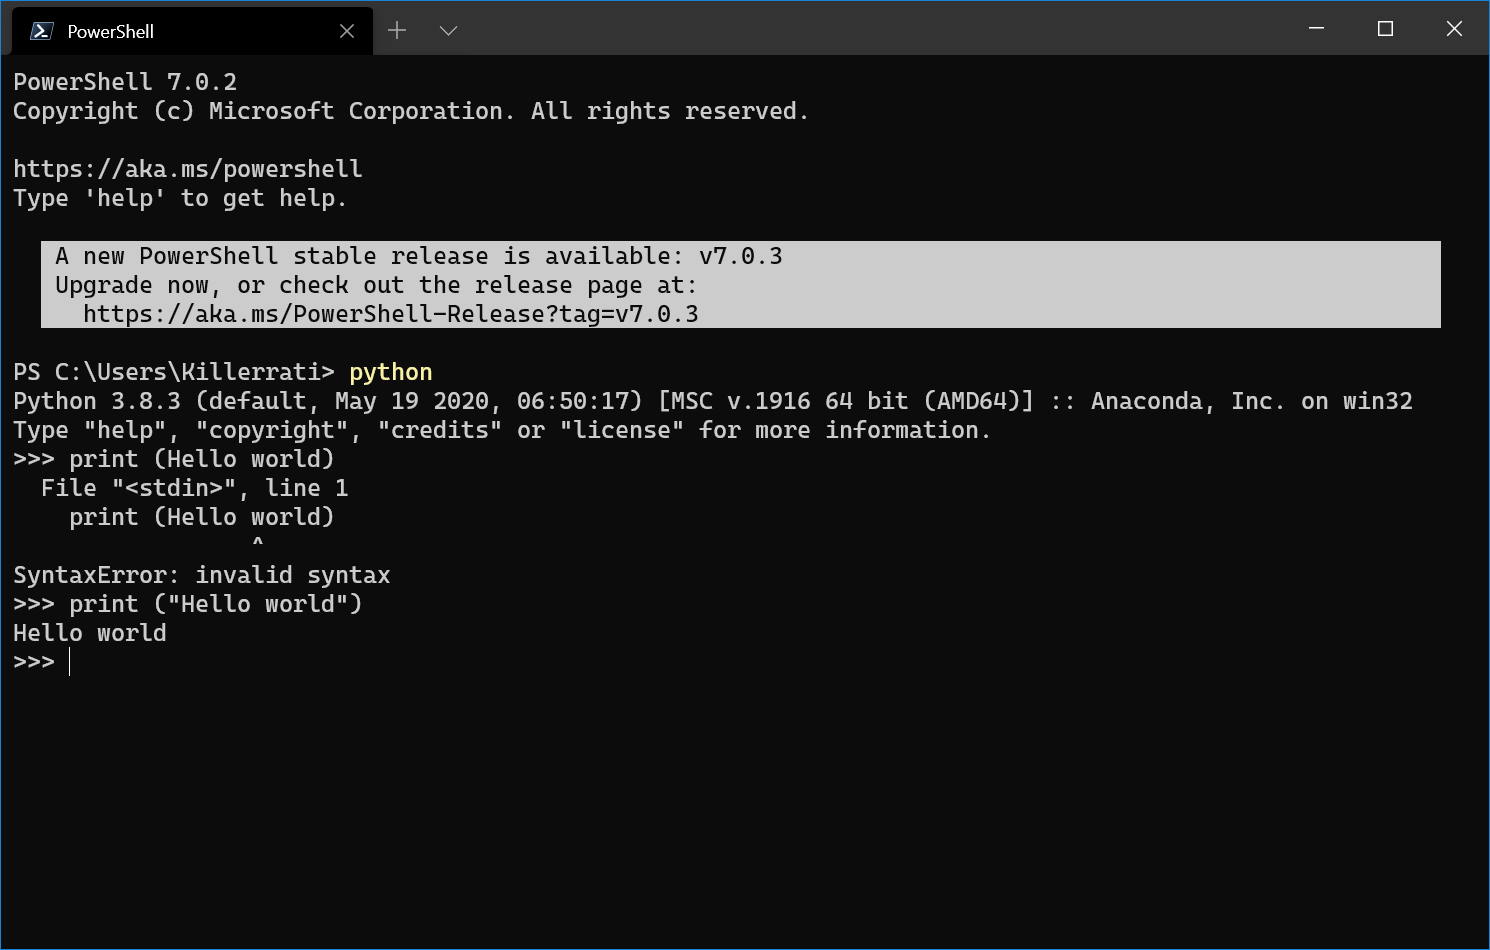 PowerShell
PowerShell 7.0.2
Copyright (c) Microsoft Corporation. All rights reserved.
https://aka.ms/powershell
Type 'help' to get help.
A new PowerShell stable release is available: v7.0.3
Upgrade now, or check out the release page at:
https://aka.ms/PowerShell-Release?tag=v7.0.3
PS C:\Users\Killerrati> python
Python 3.8.3 (default, May 19 2020, 06:50:17) [MSC v.1916 64 bit (AMD64)] :: Anaconda, Inc. on win32
Type "help", "copyright", "credits" or "license" for more information.
>>> print (Hello world)
  File "<stdin>", line 1
    print (Hello world)
                 ^
SyntaxError: invalid syntax
>>> print ("Hello world")
Hello world
>>>